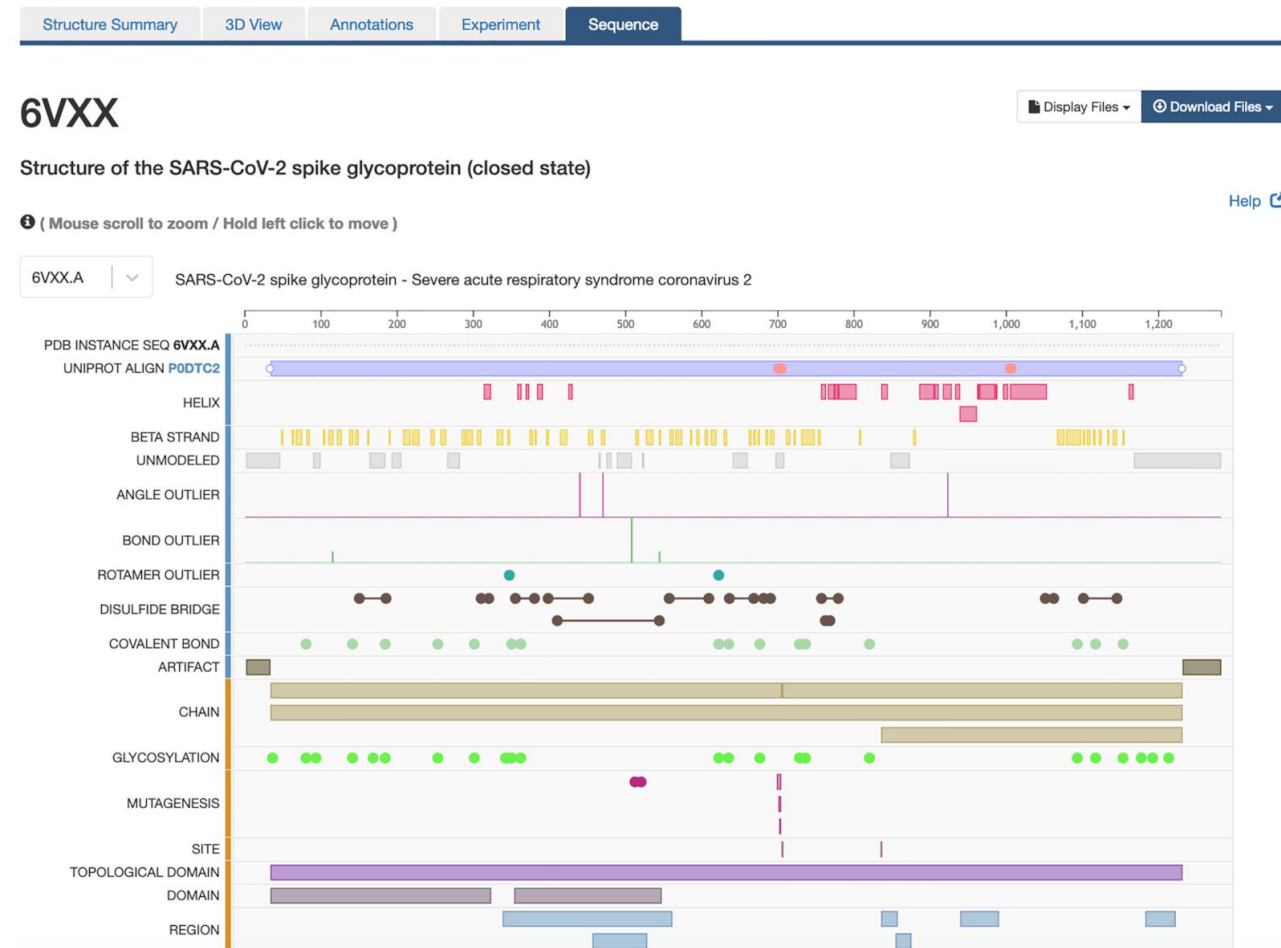 Structure Summary 3D View Annotations Experiment Sequence
6VXX
Display Files Download Files
Structure of the SARS-CoV-2 spike glycoprotein (closed state)
Help
( Mouse scroll to zoom / Hold left click to move )
6VXX.A SARS-CoV-2 spike glycoprotein - Severe acute respiratory syndrome coronavirus 2
0 100 200 300 400 500 600 700 800 900 1,000 1,100 1,200
PDB INSTANCE SEQ 6VXX.A
UNIPROT ALIGN P0DTC2
HELIX
BETA STRAND
UNMODELED
ANGLE OUTLIER
BOND OUTLIER
ROTAMER OUTLIER
DISULFIDE BRIDGE
COVALENT BOND
ARTIFACT
CHAIN
GLYCOSYLATION
MUTAGENESIS
SITE
TOPOLOGICAL DOMAIN
DOMAIN
REGION